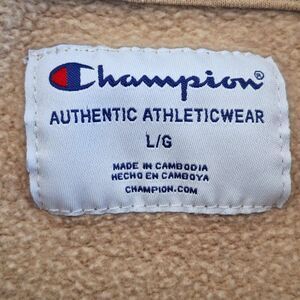 Champion®
AUTHENTIC ATHLETICWEAR
L/G
MADE IN CAMBODIA
HECHO EN CAMBOYA
CHAMPION.COM